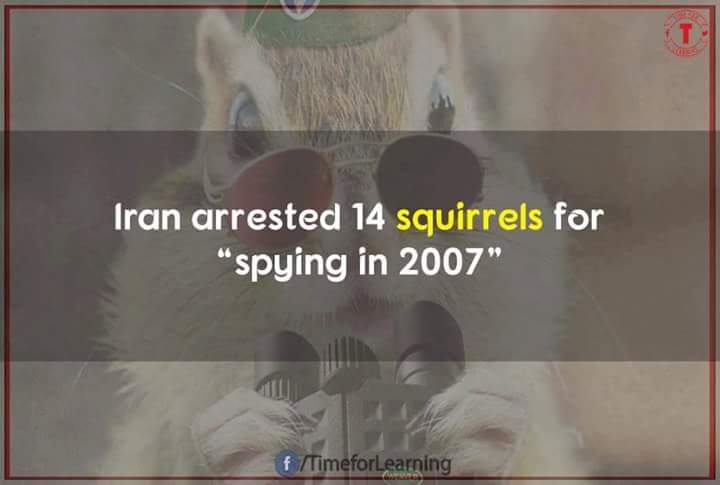 T
Iran arrested 14 squirrels for
“spying in 2007”
f /TimeforLearning